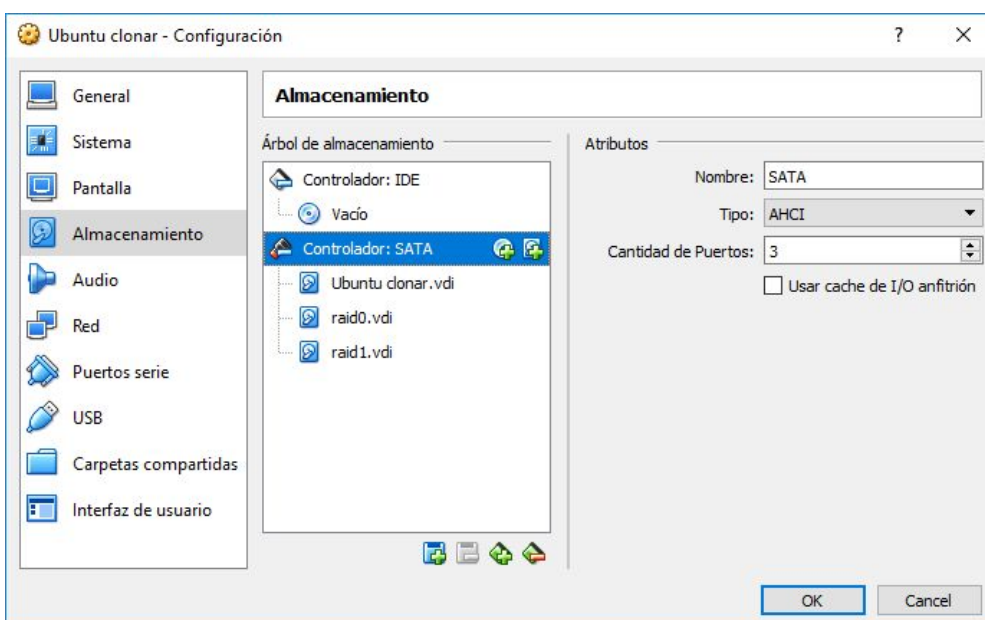 Ubuntu clonar - Configuración
?
General
Sistema
Pantalla
Almacenamiento
Audio
Red
Puertos serie
USB
Carpetas compartidas
Interfaz de usuario
Almacenamiento
Árbol de almacenamiento
Controlador: IDE
Vacío
Controlador: SATA
Ubuntu clonar.vdi
raid0.vdi
raid1.vdi
Atributos
Nombre: SATA
Tipo: AHCI
Cantidad de Puertos: 3
Usar cache de I/O anfitrión
OK
Cancel